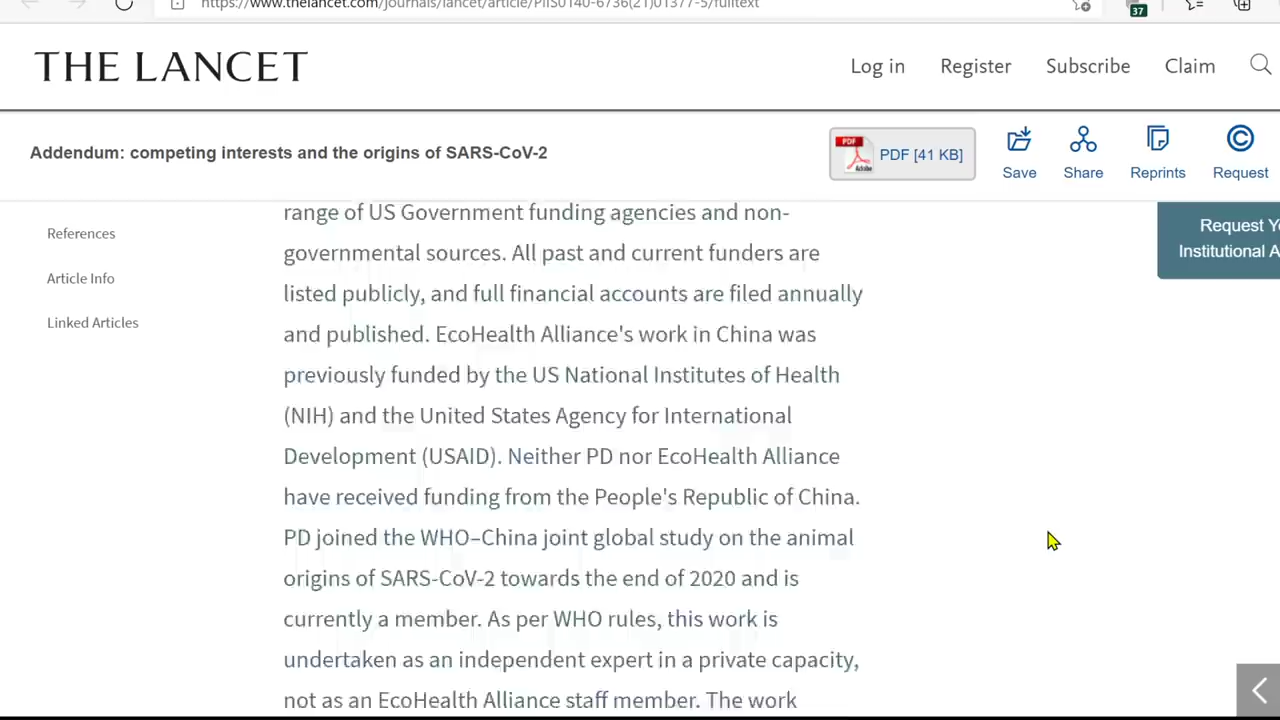 https://www.thelancet.com/journals/lancet/article/PIIS0140-6736(21)01377-5/fulltext
37
THE LANCET
Log in
Register
Subscribe
Claim
Addendum: competing interests and the origins of SARS-CoV-2
PDF
Adobe
PDF [41 KB]
Save
Share
Reprints
Request
References
Article Info
Linked Articles
range of US Government funding agencies and non-
governmental sources. All past and current funders are
listed publicly, and full financial accounts are filed annually
and published. EcoHealth Alliance's work in China was
previously funded by the US National Institutes of Health
(NIH) and the United States Agency for International
Development (USAID). Neither PD nor EcoHealth Alliance
have received funding from the People's Republic of China.
PD joined the WHO–China joint global study on the animal
origins of SARS-CoV-2 towards the end of 2020 and is
currently a member. As per WHO rules, this work is
undertaken as an independent expert in a private capacity,
not as an EcoHealth Alliance staff member. The work
Request Y
Institutional A